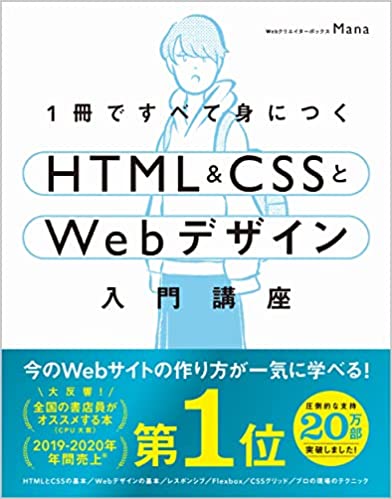 Webクリエイターボックス Mana
1冊ですべて身につく
HTML&CSSと
Webデザイン
入門講座
今のWebサイトの作り方が一気に学べる!
大反響!
全国の書店員が
オススメする本
(CPU大賞)
2019-2020年
年間売上※
第1位
圧倒的な支持
20万部
突破しました!
HTMLとCSSの基本/Webデザインの基本/レスポンシブ/Flexbox/CSSグリッド/プロの現場のテクニック